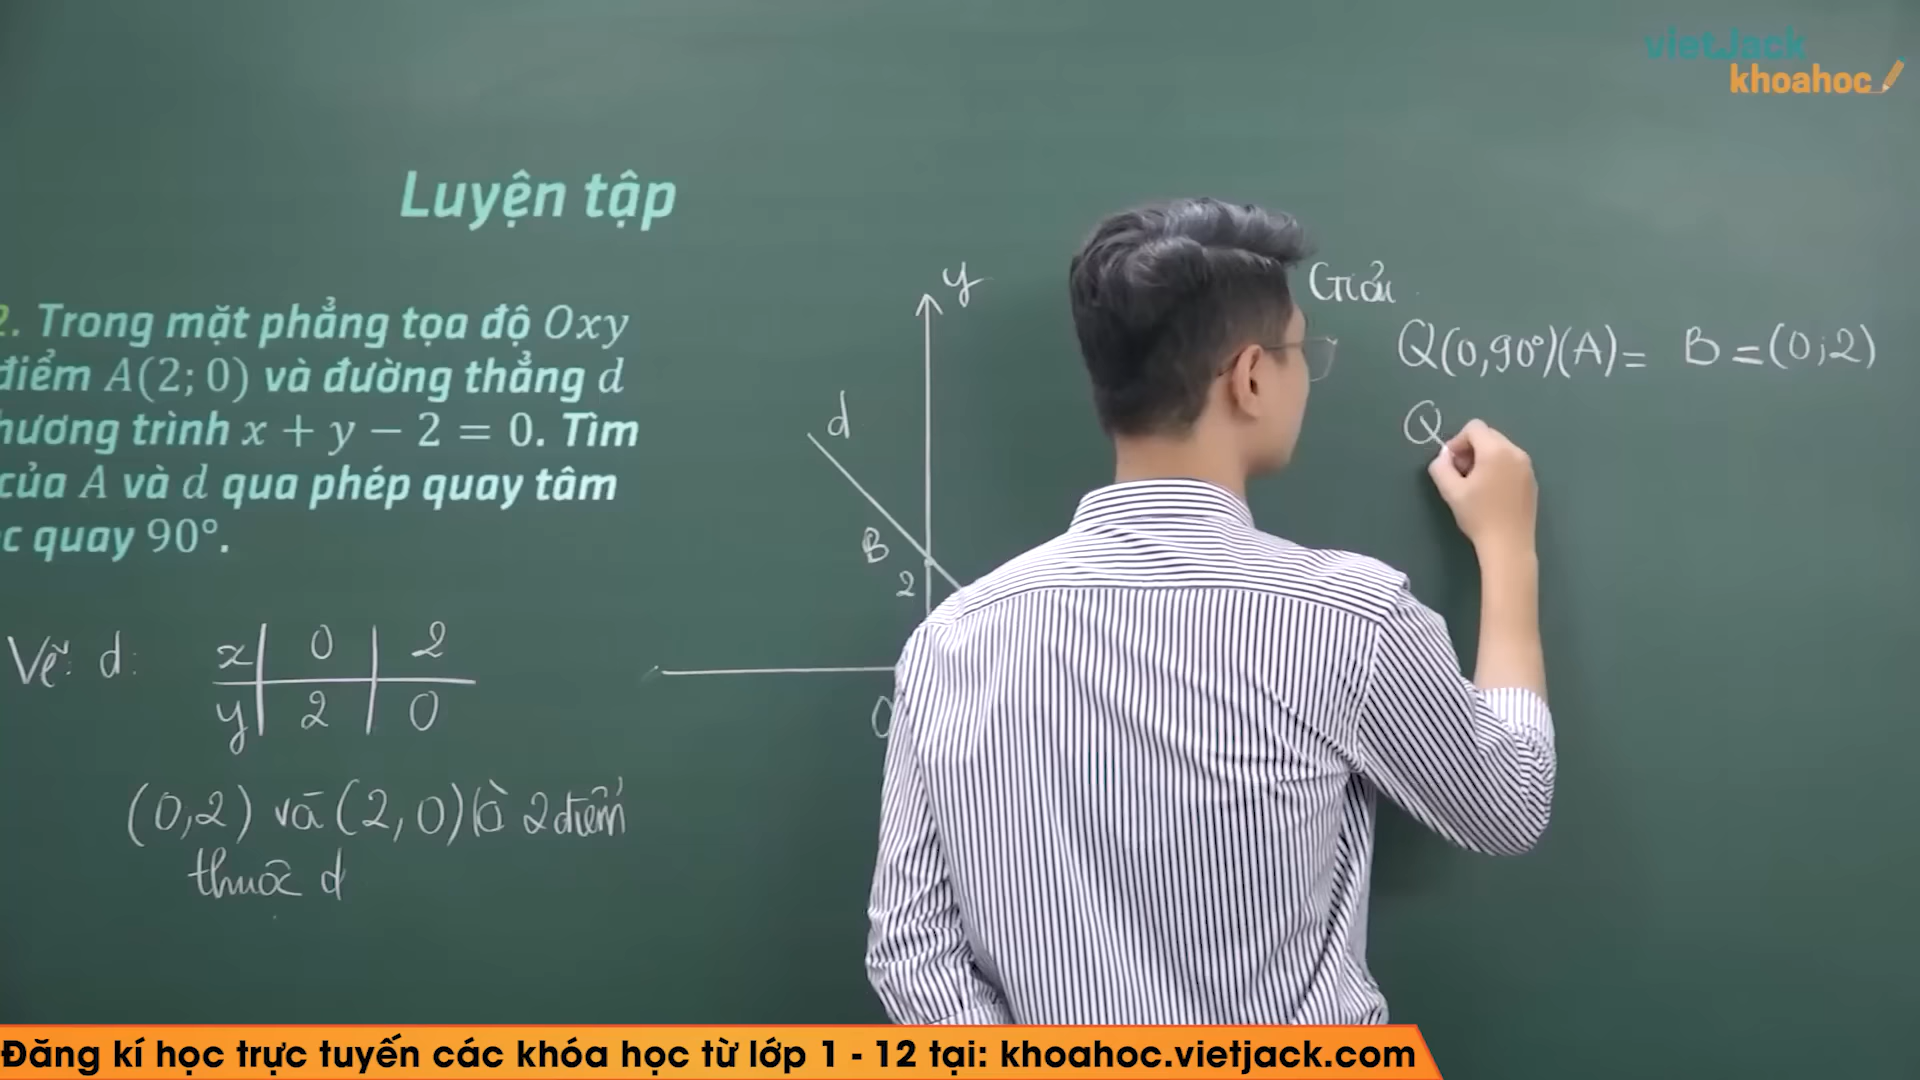 vietJack
khoahoc
Luyện tập
2. Trong mặt phẳng tọa độ Oxy
điểm A(2; 0) và đường thẳng d
hương trình x + y − 2 = 0. Tìm
của A và d qua phép quay tâm
c quay 90°.
Vẽ: d:
x | 0 | 2
y | 2 | 0
(0,2) và (2,0) là 2 điểm
thuộc d
y
d
B
2
O
Giải
Q(0,90°)(A) = B = (0;2)
Q
Đăng kí học trực tuyến các khóa học từ lớp 1 - 12 tại: khoahoc.vietjack.com